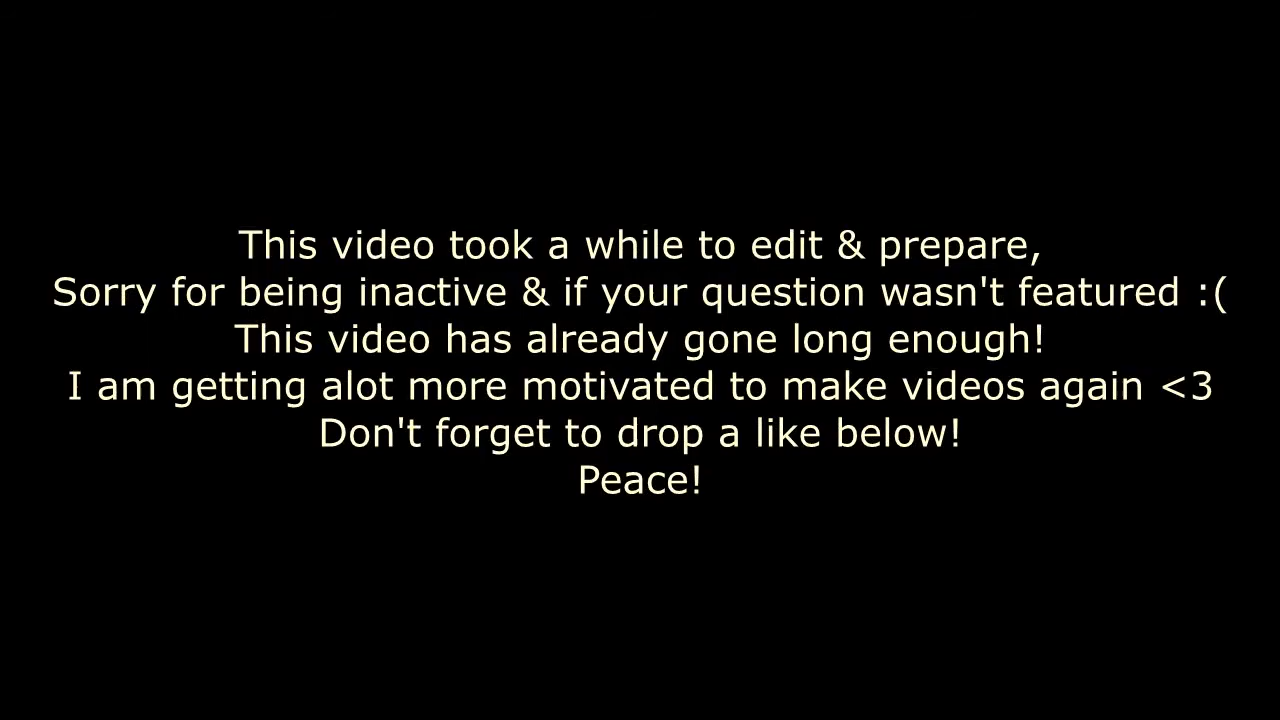 This video took a while to edit & prepare,
Sorry for being inactive & if your question wasn't featured :(
This video has already gone long enough!
I am getting alot more motivated to make videos again <3
Don't forget to drop a like below!
Peace!